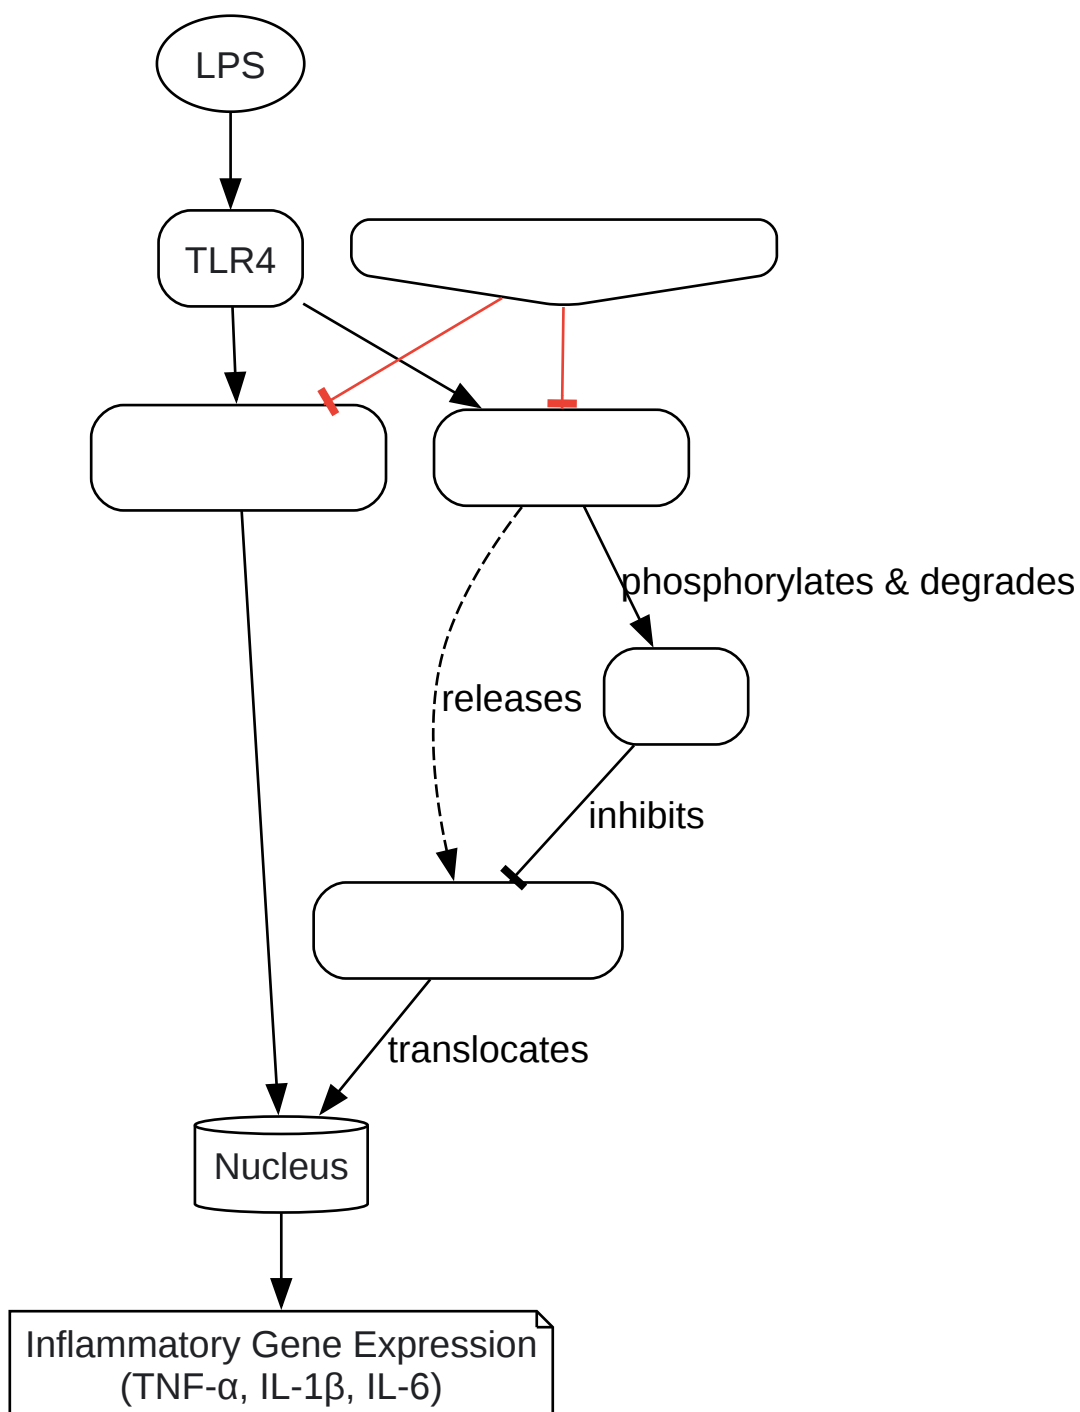 LPS
TLR4
phosphorylates & degrades
releases
inhibits
translocates
Nucleus
Inflammatory Gene Expression
(TNF-α, IL-1β, IL-6)